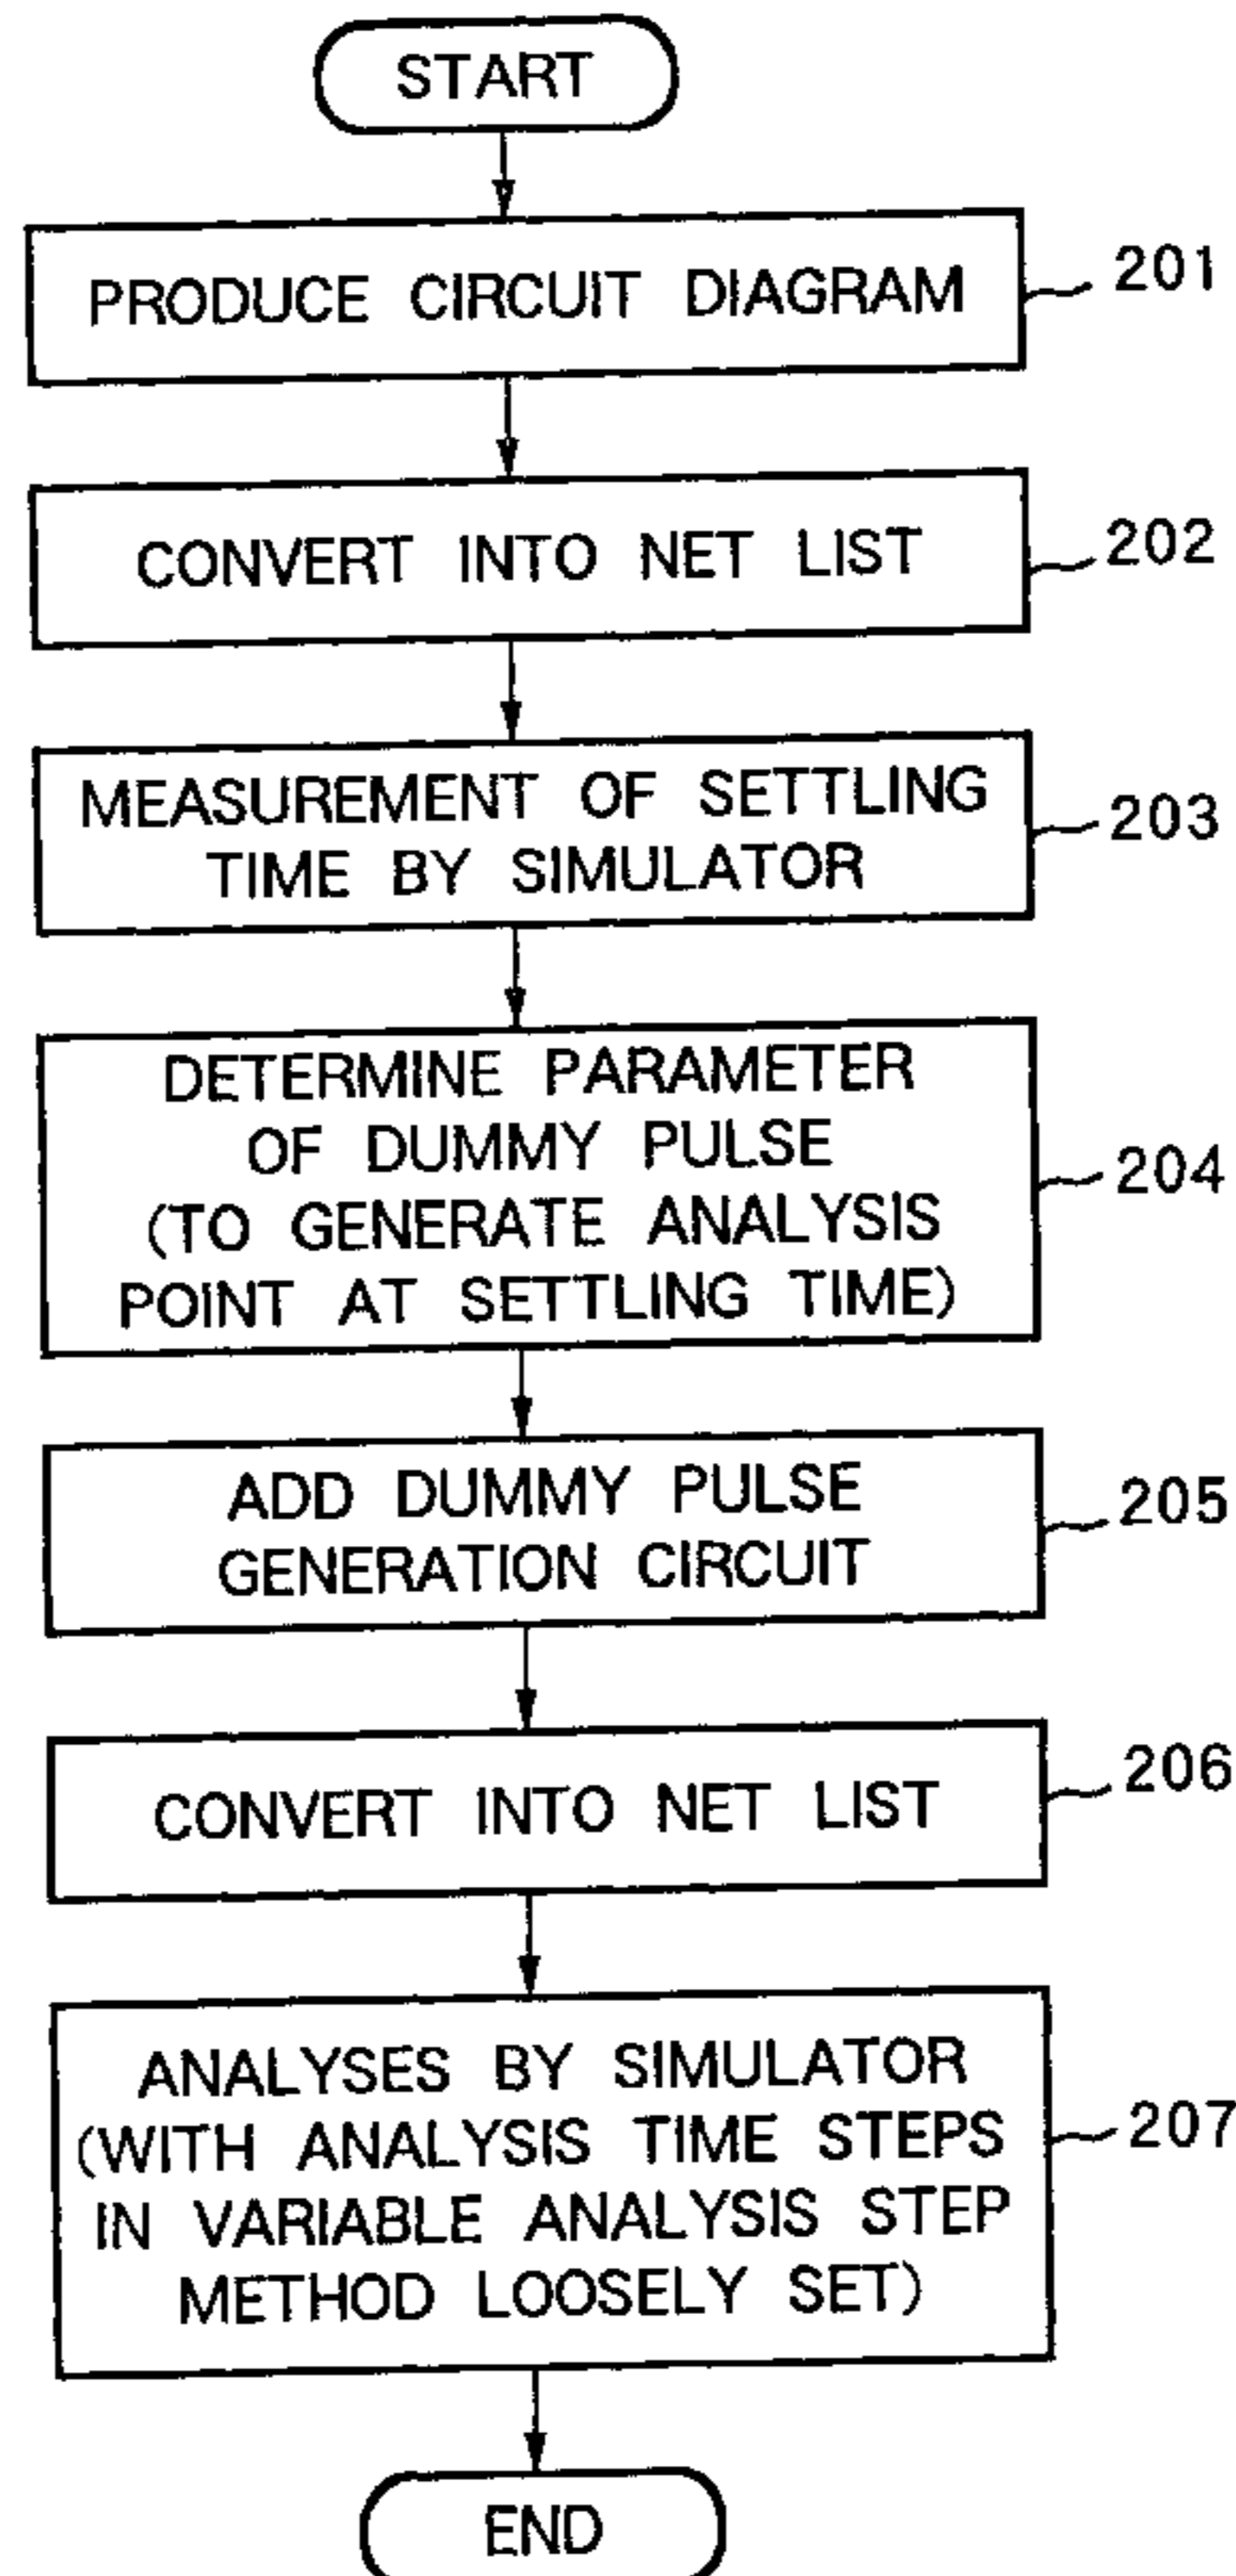 START
PRODUCE CIRCUIT DIAGRAM
201
CONVERT INTO NET LIST
202
MEASUREMENT OF SETTLING
TIME BY SIMULATOR
203
DETERMINE PARAMETER
OF DUMMY PULSE
(TO GENERATE ANALYSIS
POINT AT SETTLING TIME)
204
ADD DUMMY PULSE
GENERATION CIRCUIT
205
CONVERT INTO NET LIST
206
ANALYSES BY SIMULATOR
(WITH ANALYSIS TIME STEPS
IN VARIABLE ANALYSIS STEP
METHOD LOOSELY SET)
207
END